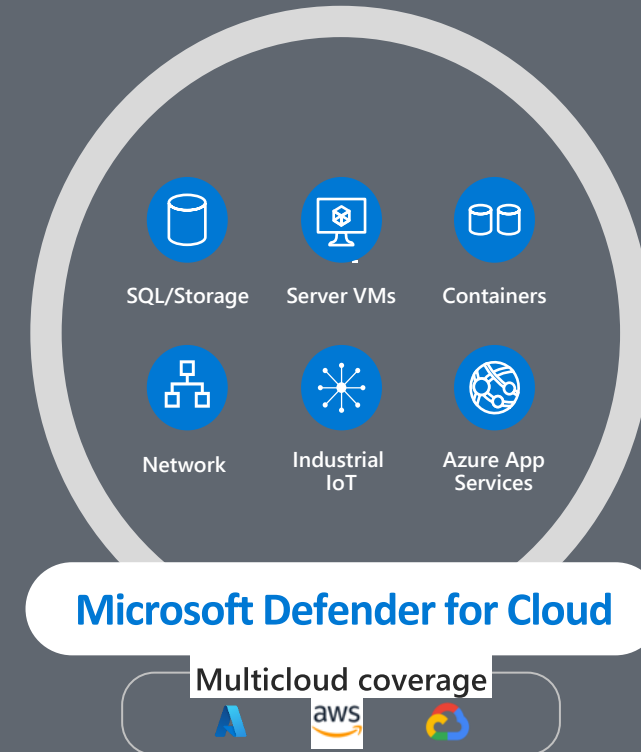 SQL/Storage
Server VMs
Containers
Network
Industrial
IoT
Azure App
Services
Microsoft Defender for Cloud
Multicloud coverage
aws